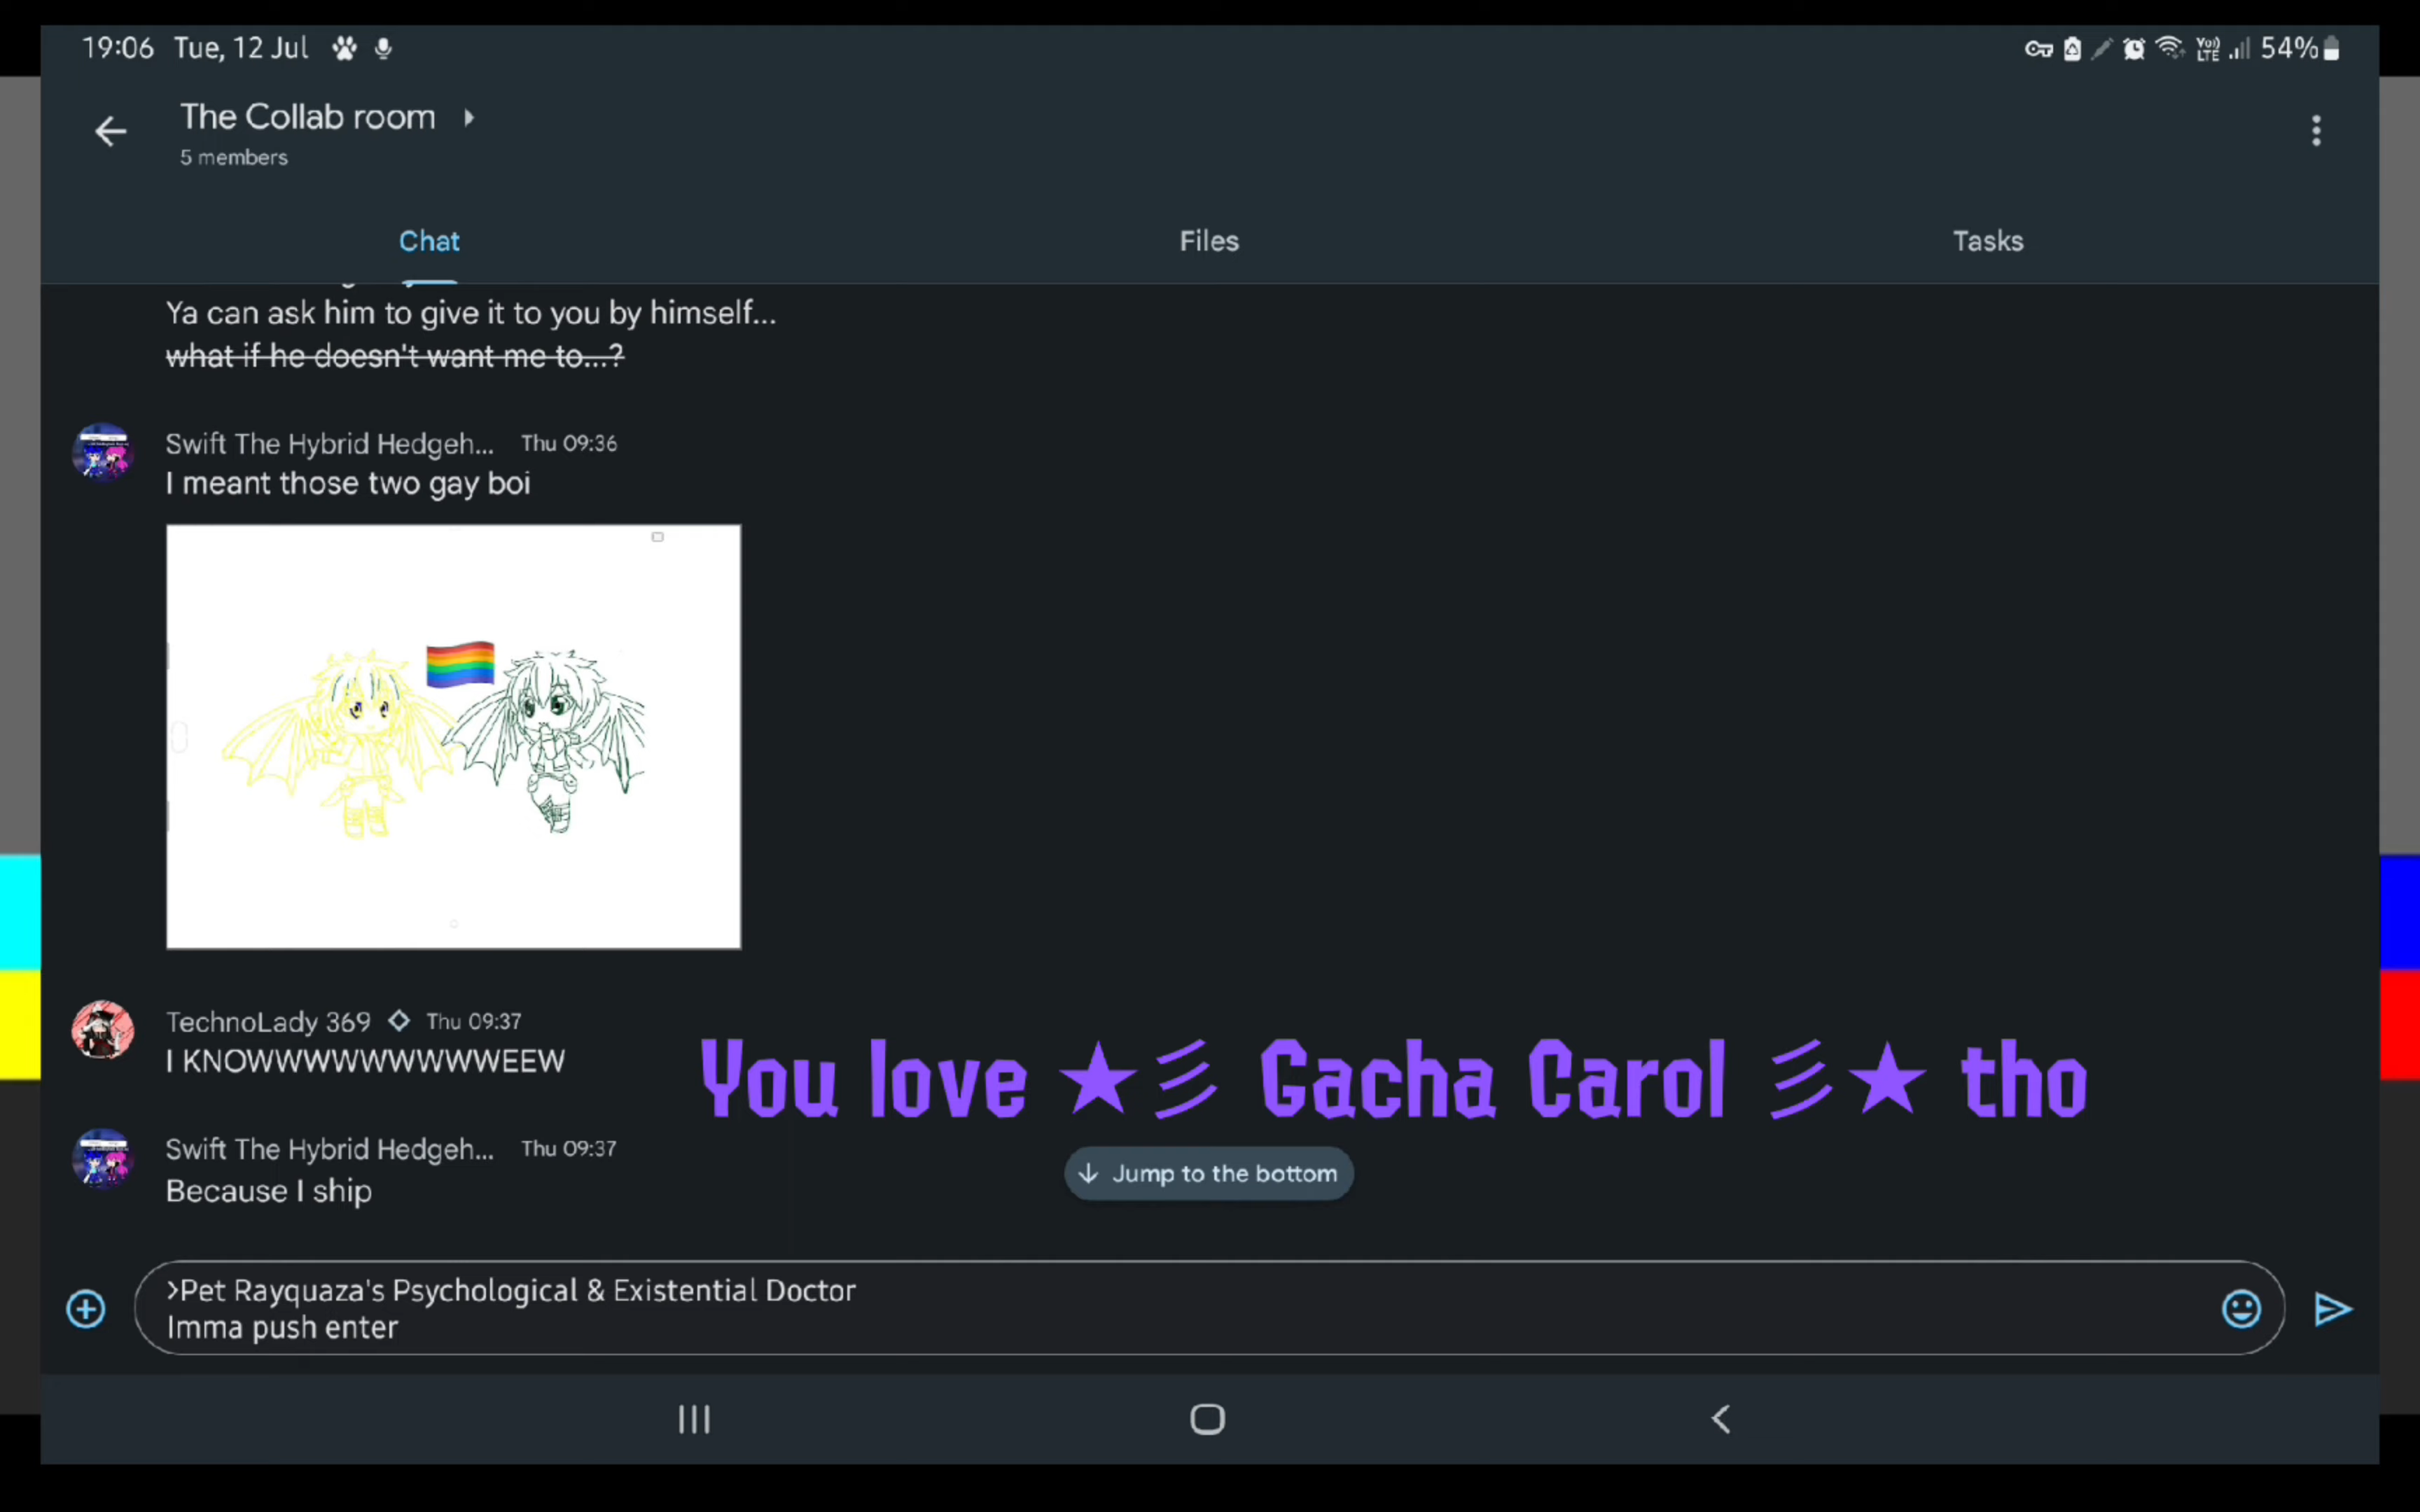 19:06 Tue, 12 Jul
54%
The Collab room
5 members
Chat
Files
Tasks
Ya can ask him to give it to you by himself...
what if he doesn't want me to...?
Swift The Hybrid Hedgeh... Thu 09:36
I meant those two gay boi
TechnoLady 369 Thu 09:37
I KNOWWWWWWWWWEEW
You love ★彡 Gacha Carol 彡★ tho
Swift The Hybrid Hedgeh... Thu 09:37
Because I ship
Jump to the bottom
>Pet Rayquaza's Psychological & Existential Doctor
Imma push enter